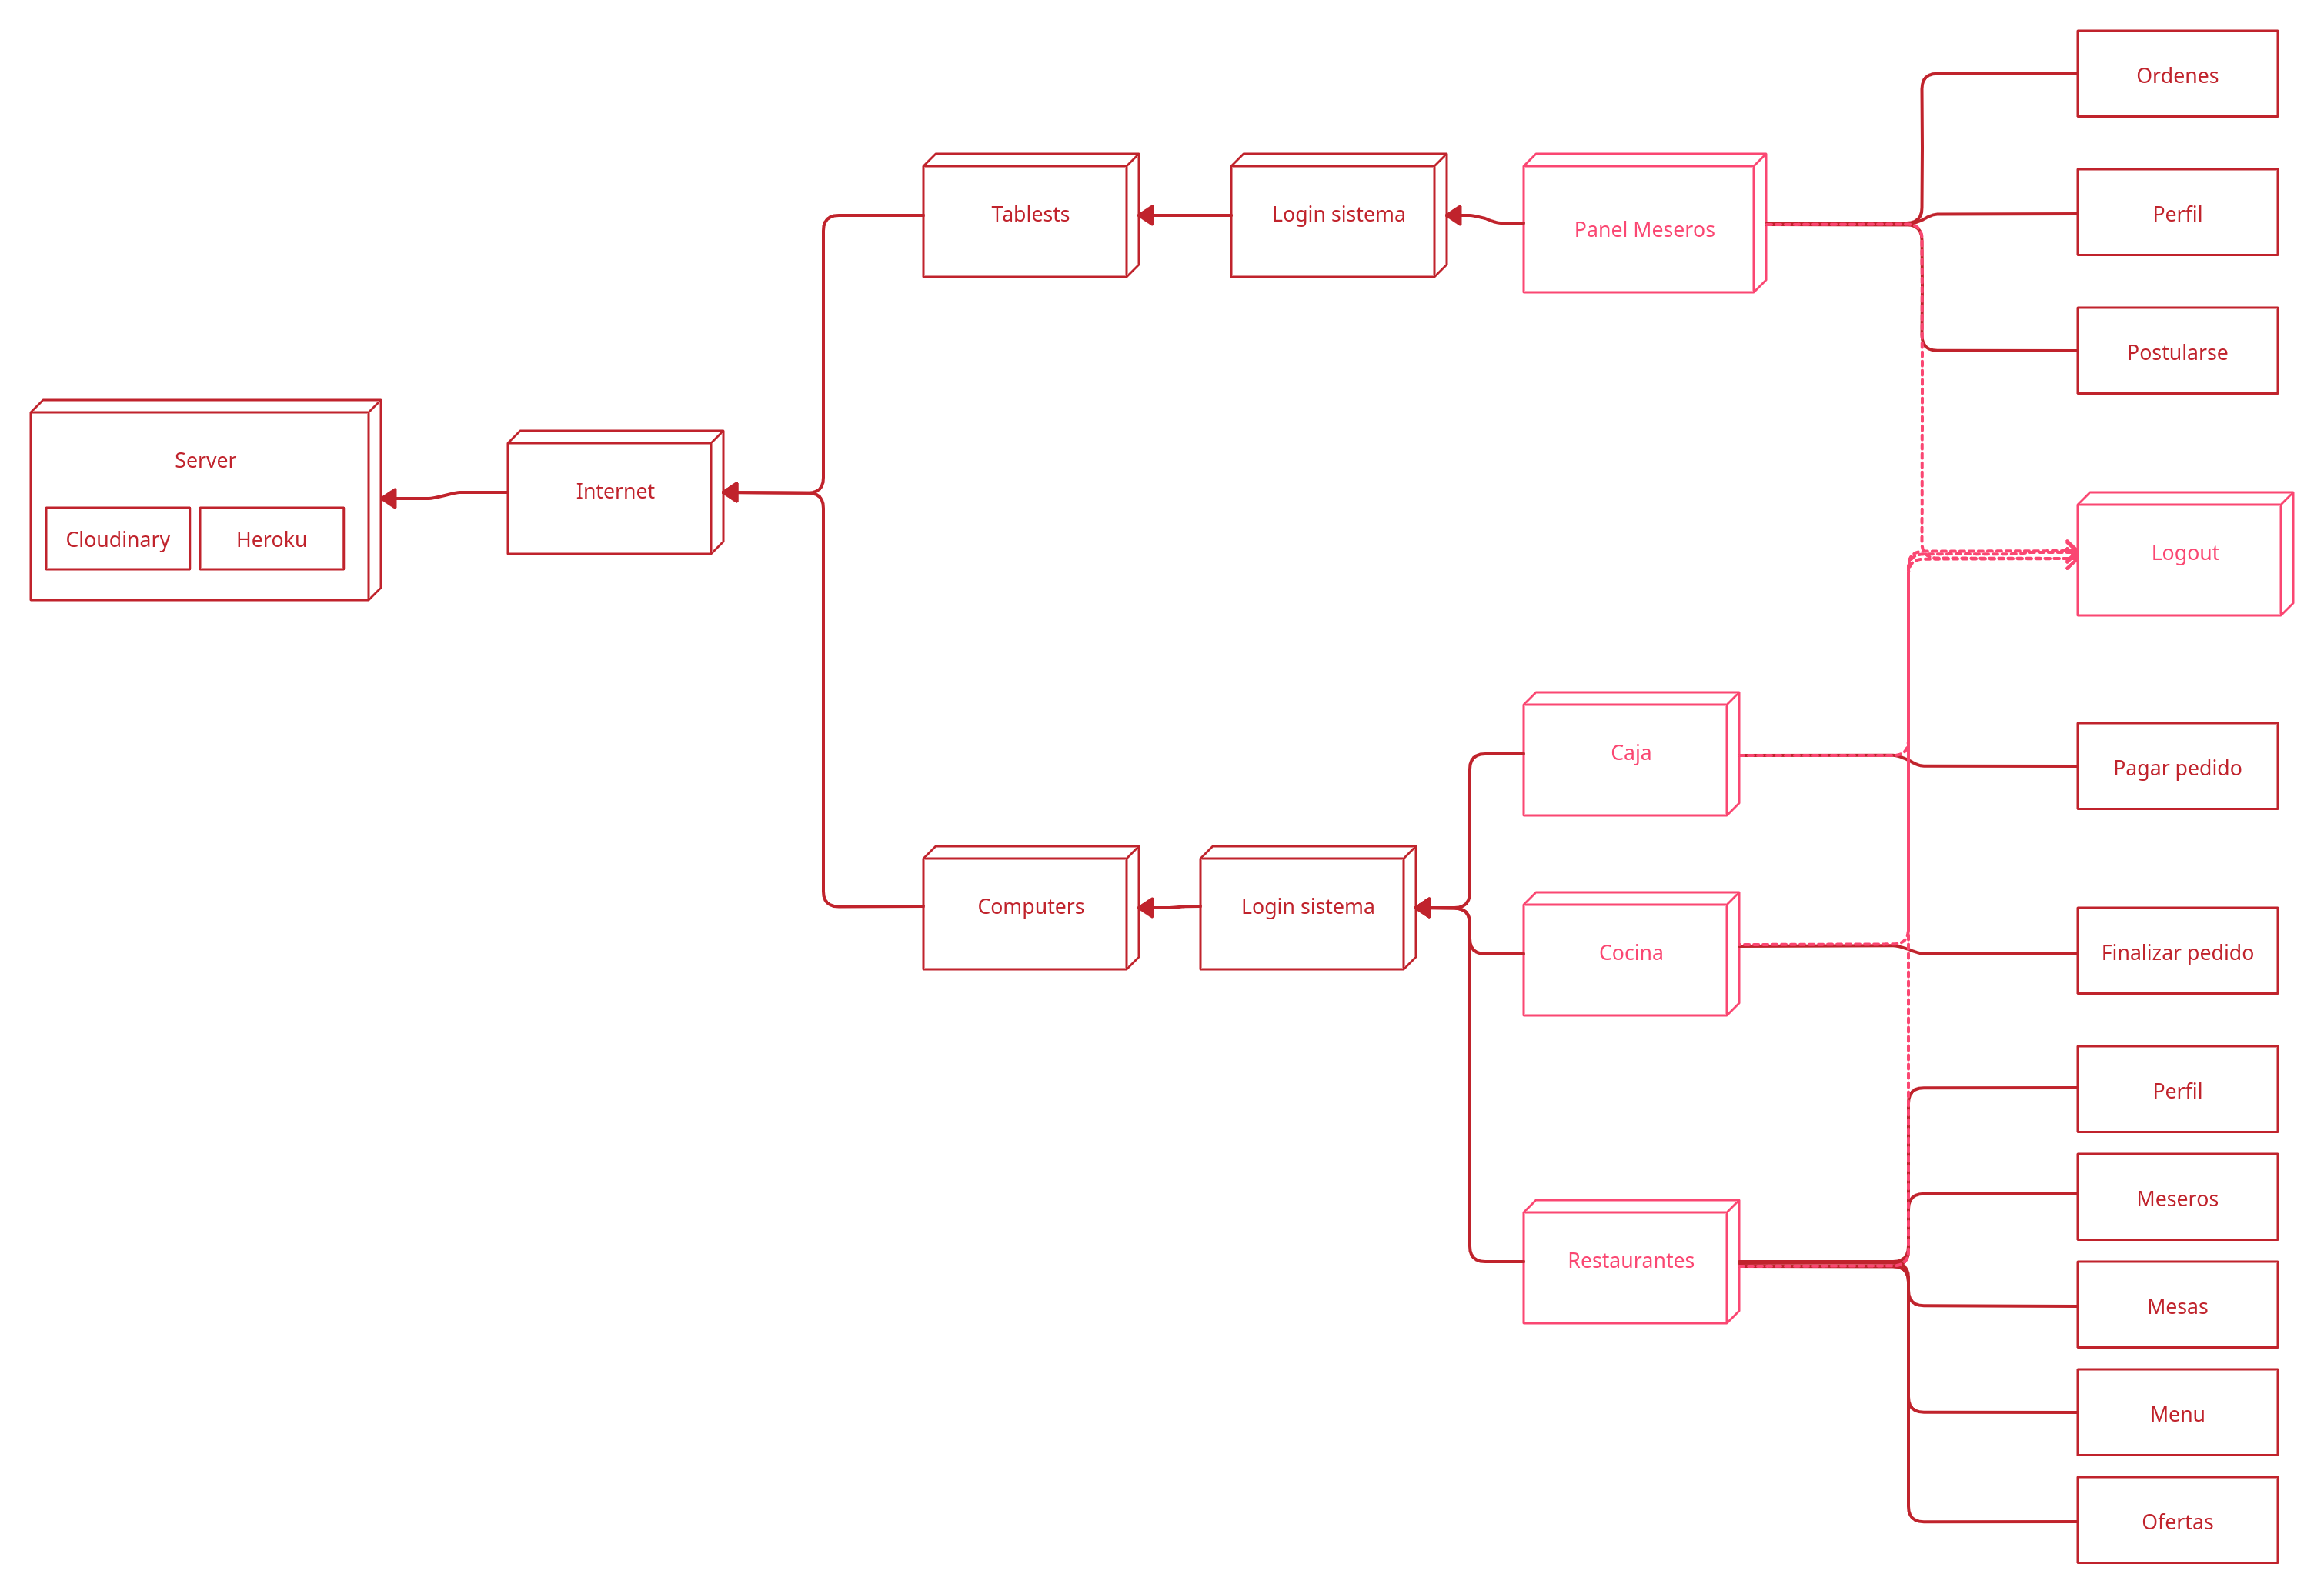 Server
Cloudinary
Heroku
Internet
Tablests
Login sistema
Panel Meseros
Ordenes
Perfil
Postularse
Logout
Computers
Login sistema
Caja
Cocina
Restaurantes
Pagar pedido
Finalizar pedido
Perfil
Meseros
Mesas
Menu
Ofertas